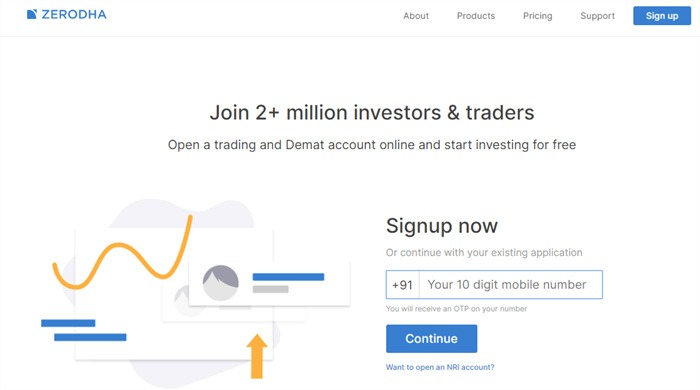 ZERODHA
About Products Pricing Support Sign up
Join 2+ million investors & traders
Open a trading and Demat account online and start investing for free
Signup now
Or continue with your existing application
+91 Your 10 digit mobile number
You will receive an OTP on your number
Continue
Want to open an NRI account?